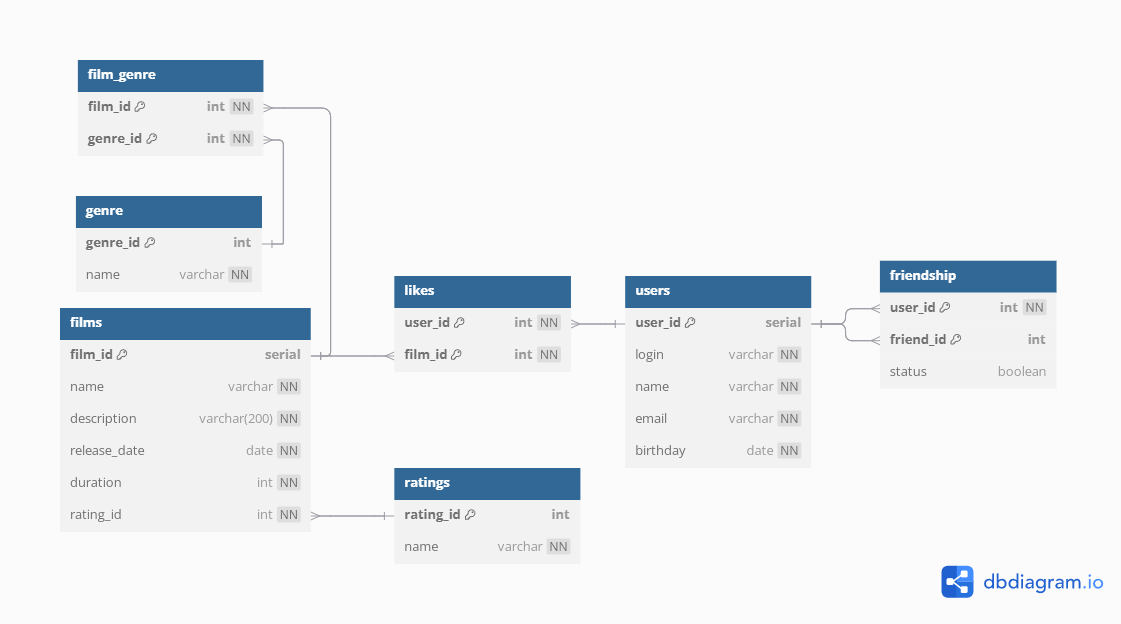 film_genre
film_id int NN
genre_id int NN
genre
genre_id int
name varchar NN
films
film_id serial
name varchar NN
description varchar(200) NN
release_date date NN
duration int NN
rating_id int NN
likes
user_id int NN
film_id int NN
ratings
rating_id int
name varchar NN
users
user_id serial
login varchar NN
name varchar NN
email varchar NN
birthday date NN
friendship
user_id int NN
friend_id int
status boolean
dbdiagram.io